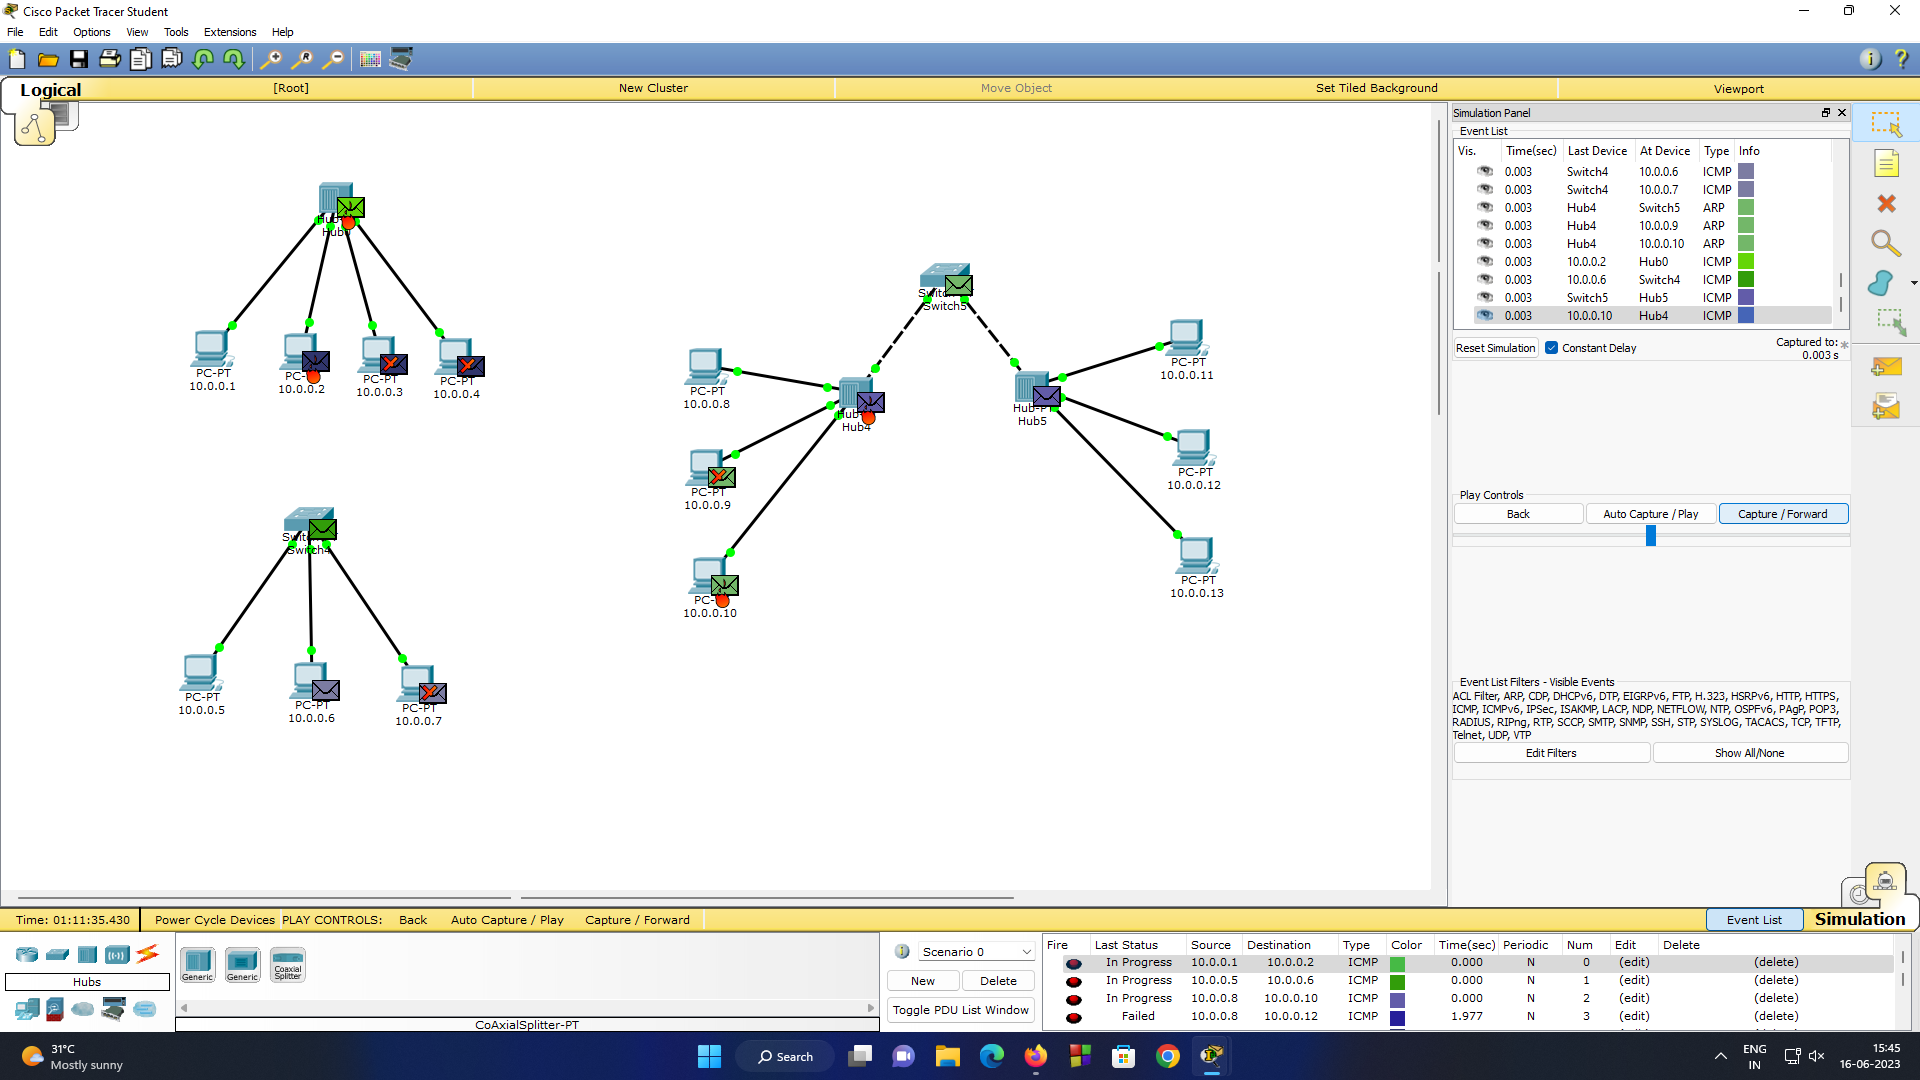 Cisco Packet Tracer Student
File Edit Options View Tools Extensions Help
Logical [Root] New Cluster Move Object Set Tiled Background Viewport
Hub0
PC-PT
10.0.0.1
10.0.0.2
PC-PT
10.0.0.3
PC-PT
10.0.0.4
Switch4
PC-PT
10.0.0.5
PC-PT
10.0.0.6
PC-PT
10.0.0.7
Switch5
PC-PT
10.0.0.8
Hub4
PC-PT
10.0.0.9
10.0.0.10
Hub-PT
Hub5
PC-PT
10.0.0.11
PC-PT
10.0.0.12
PC-PT
10.0.0.13
Simulation Panel
Event List
Vis. Time(sec) Last Device At Device Type Info
0.003 Switch4 10.0.0.6 ICMP
0.003 Switch4 10.0.0.7 ICMP
0.003 Hub4 Switch5 ARP
0.003 Hub4 10.0.0.9 ARP
0.003 Hub4 10.0.0.10 ARP
0.003 10.0.0.2 Hub0 ICMP
0.003 10.0.0.6 Switch4 ICMP
0.003 Switch5 Hub5 ICMP
0.003 10.0.0.10 Hub4 ICMP
Reset Simulation Constant Delay Captured to: *
0.003 s
Play Controls
Back Auto Capture / Play Capture / Forward
Event List Filters - Visible Events
ACL Filter, ARP, CDP, DHCPv6, DTP, EIGRPv6, FTP, H.323, HSRPv6, HTTP, HTTPS,
ICMP, ICMPv6, IPSec, ISAKMP, LACP, NDP, NETFLOW, NTP, OSPFv6, PAgP, POP3,
RADIUS, RIPng, RTP, SCCP, SMTP, SNMP, SSH, STP, SYSLOG, TACACS, TCP, TFTP,
Telnet, UDP, VTP
Edit Filters Show All/None
Time: 01:11:35.430 Power Cycle Devices PLAY CONTROLS: Back Auto Capture / Play Capture / Forward Event List Simulation
Hubs
Generic Generic Coaxial Splitter
CoAxialSplitter-PT
Scenario 0
New Delete
Toggle PDU List Window
Fire Last Status Source Destination Type Color Time(sec) Periodic Num Edit Delete
In Progress 10.0.0.1 10.0.0.2 ICMP 0.000 N 0 (edit) (delete)
In Progress 10.0.0.5 10.0.0.6 ICMP 0.000 N 1 (edit) (delete)
In Progress 10.0.0.8 10.0.0.10 ICMP 0.000 N 2 (edit) (delete)
Failed 10.0.0.8 10.0.0.12 ICMP 1.977 N 3 (edit) (delete)
31°C
Mostly sunny
Search
ENG
IN
15:45
16-06-2023